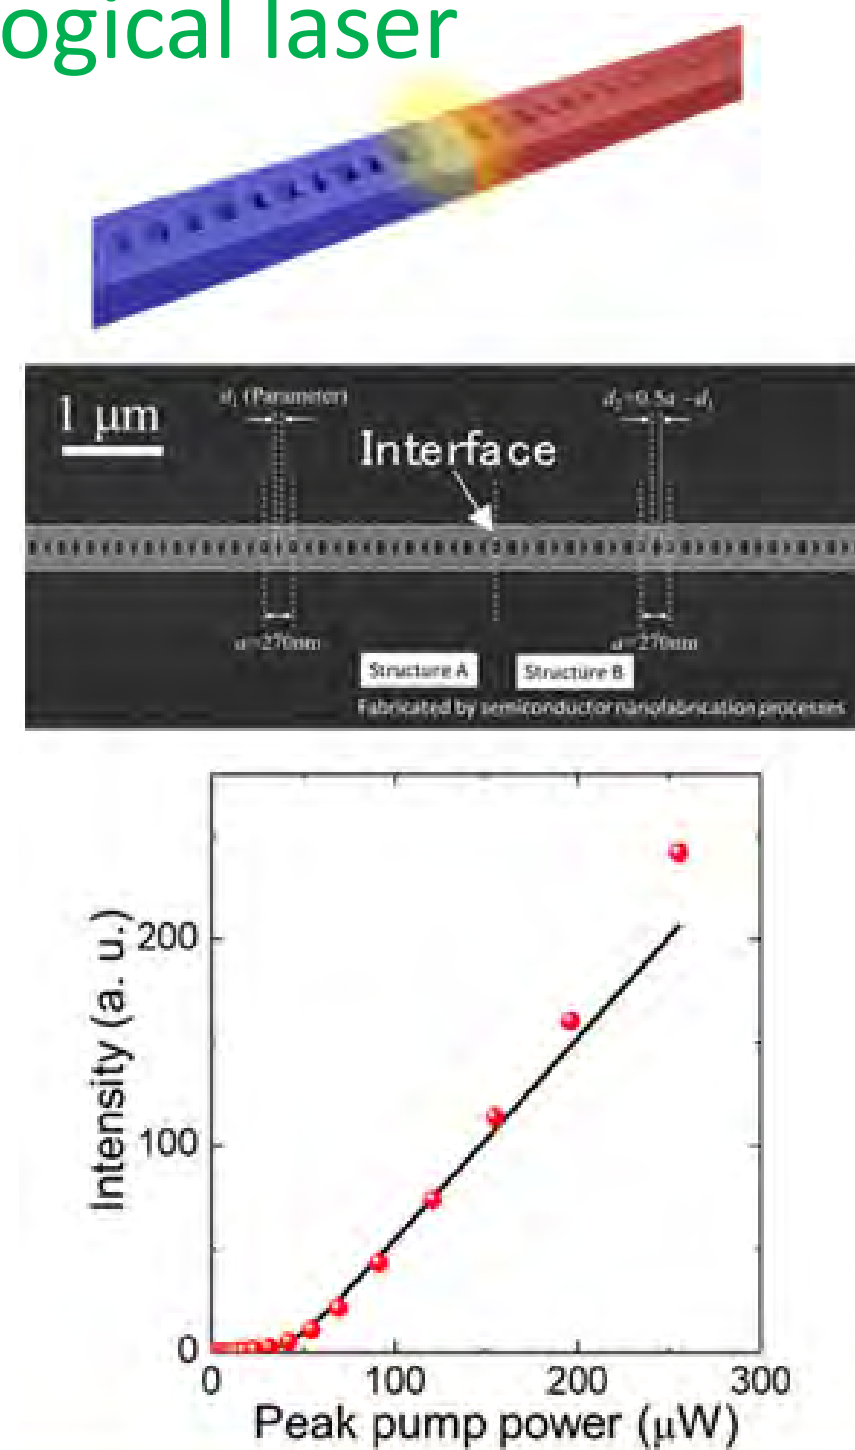 ogical laser
1 μm
d₁ (Parameter)
d₂=0.5a −d₁
Interface
a=270nm
a=270nm
Structure A
Structure B
Fabricated by semiconductor nanofabrication processes
Intensity (a. u.)
200
100
0
0
100
200
300
Peak pump power (μW)